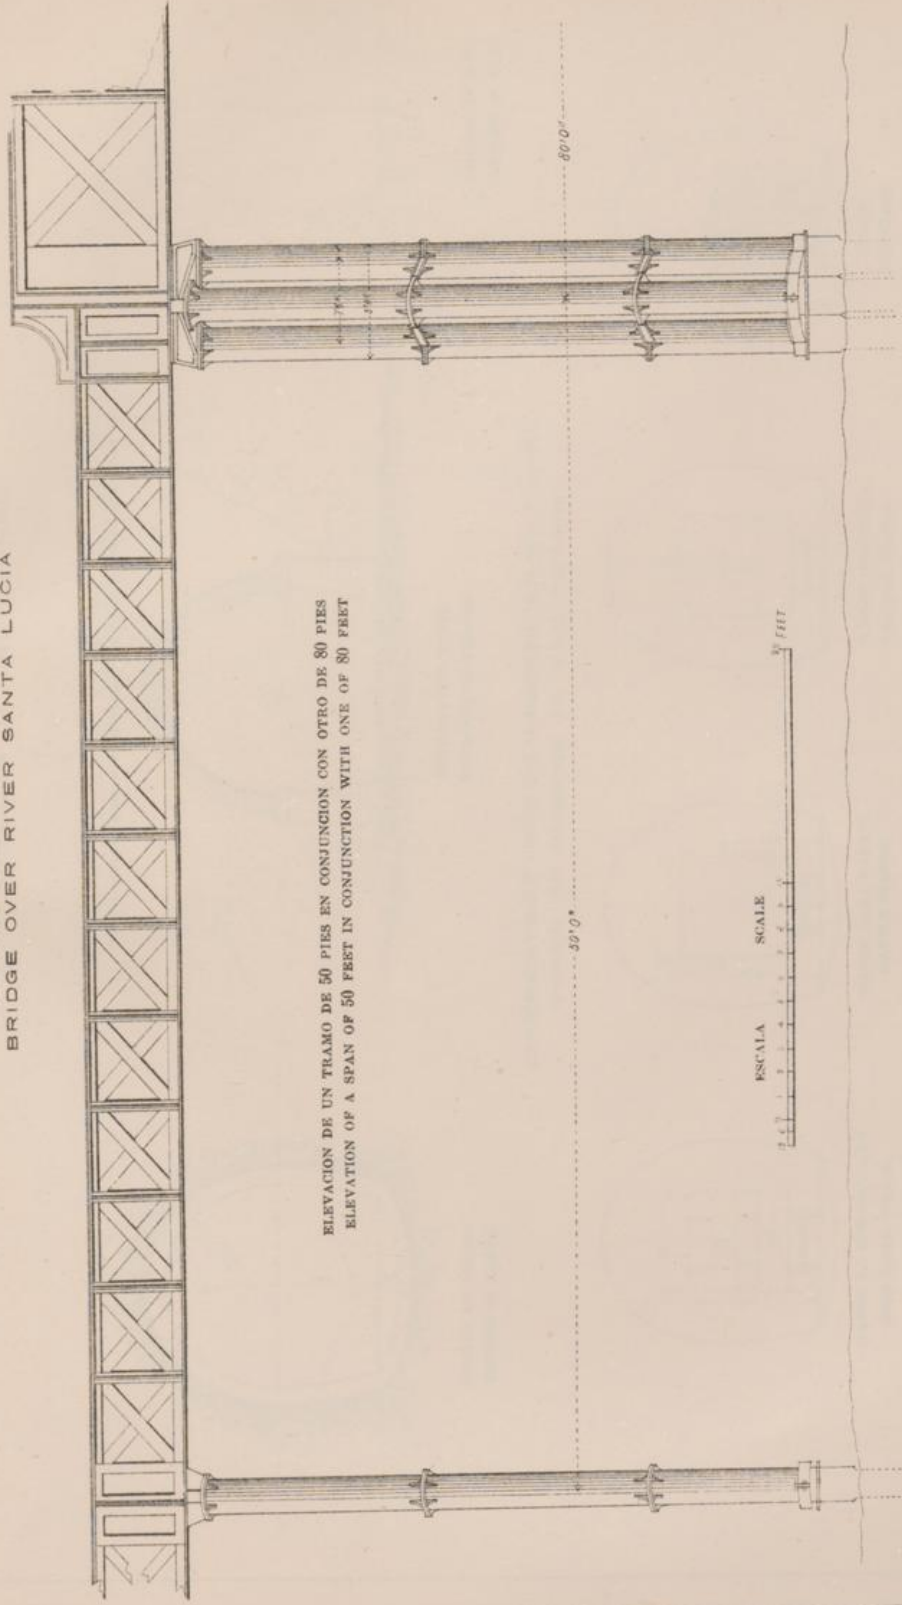 BRIDGE OVER RIVER SANTA LUCIA
ELEVACION DE UN TRAMO DE 50 PIES EN CONJUNCION CON OTRO DE 80 PIES
ELEVATION OF A SPAN OF 50 FEET IN CONJUNCTION WITH ONE OF 80 FEET
50'0"
80'0"
ESCALA SCALE
FEET